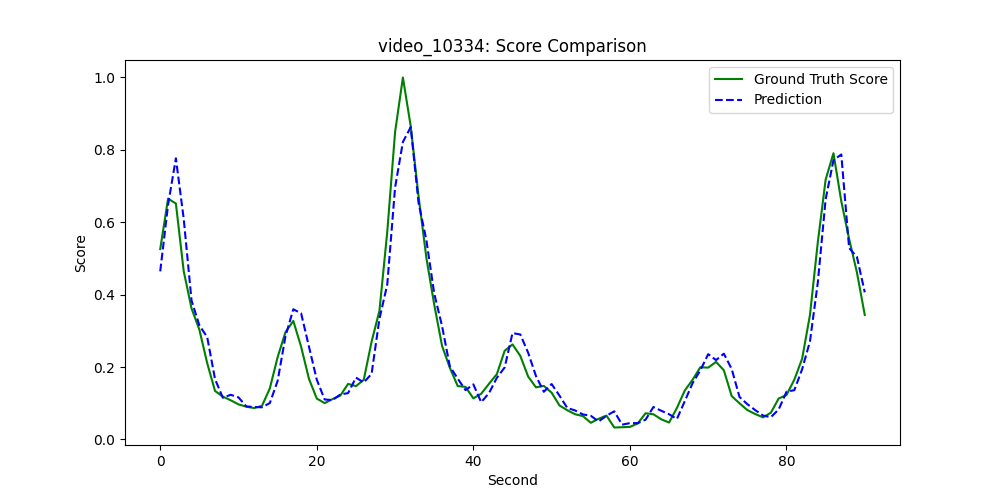 video_10334: Score Comparison
Ground Truth Score
Prediction
1.0
0.8
0.6
0.4
0.2
0.0
Score
0 20 40 60 80
Second